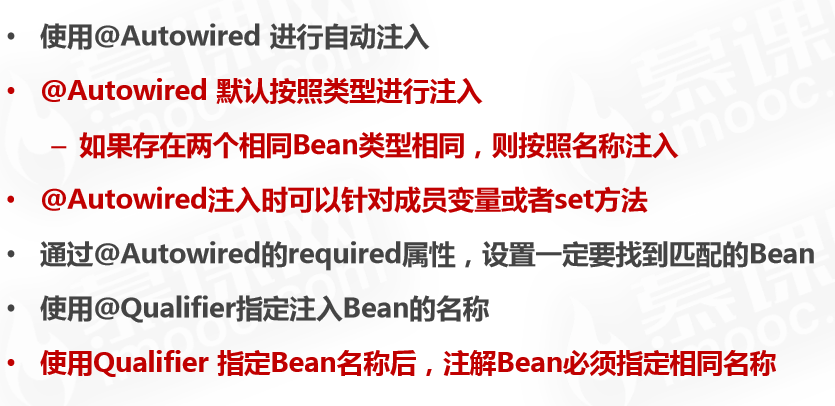 • 使用@Autowired 进行自动注入
• @Autowired 默认按照类型进行注入
– 如果存在两个相同Bean类型相同，则按照名称注入
• @Autowired注入时可以针对成员变量或者set方法
• 通过@Autowired的required属性，设置一定要找到匹配的Bean
• 使用@Qualifier指定注入Bean的名称
• 使用Qualifier 指定Bean名称后，注解Bean必须指定相同名称